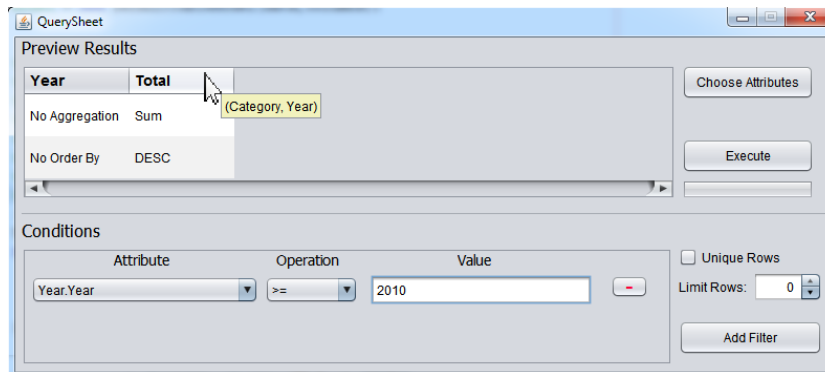 QuerySheet
Preview Results
Year Total
(Category, Year)
No Aggregation Sum
No Order By DESC
Choose Attributes
Execute
Conditions
Attribute Operation Value
Year.Year >= 2010 -
Unique Rows
Limit Rows: 0
Add Filter